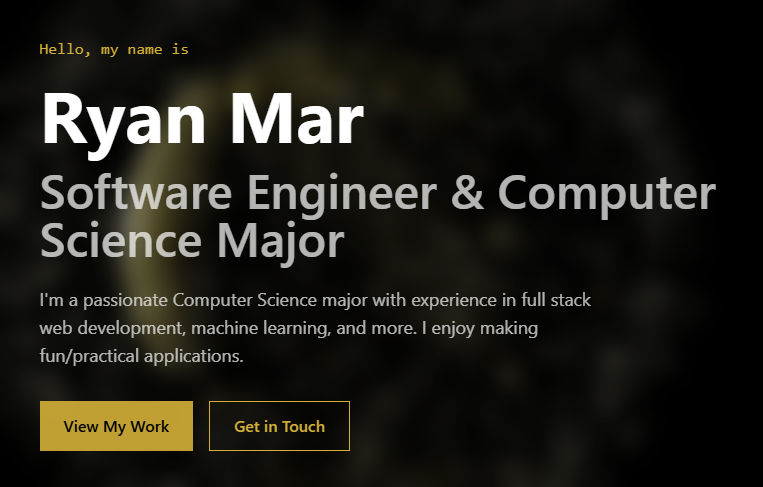 Hello, my name is
Ryan Mar
Software Engineer & Computer
Science Major
I'm a passionate Computer Science major with experience in full stack
web development, machine learning, and more. I enjoy making
fun/practical applications.
View My Work
Get in Touch